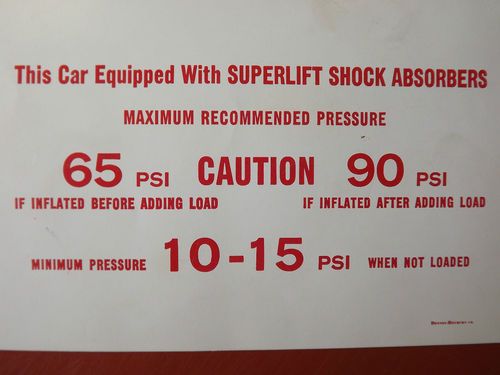 This Car Equipped With SUPERLIFT SHOCK ABSORBERS
MAXIMUM RECOMMENDED PRESSURE
65 PSI CAUTION 90 PSI
IF INFLATED BEFORE ADDING LOAD IF INFLATED AFTER ADDING LOAD
MINIMUM PRESSURE 10-15 PSI WHEN NOT LOADED